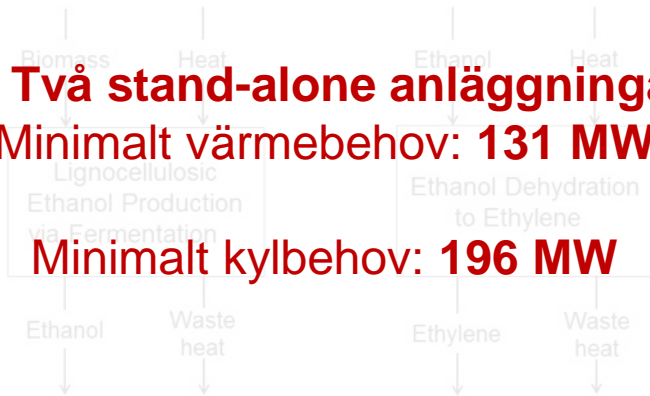 Biomass Heat Ethanol Heat
Två stand-alone anläggninga
Minimalt värmebehov: 131 MW
Lignocellulosic
Ethanol Production
via Fermentation
Ethanol Dehydration
to Ethylene
Minimalt kylbehov: 196 MW
Ethanol Waste heat Ethylene Waste heat